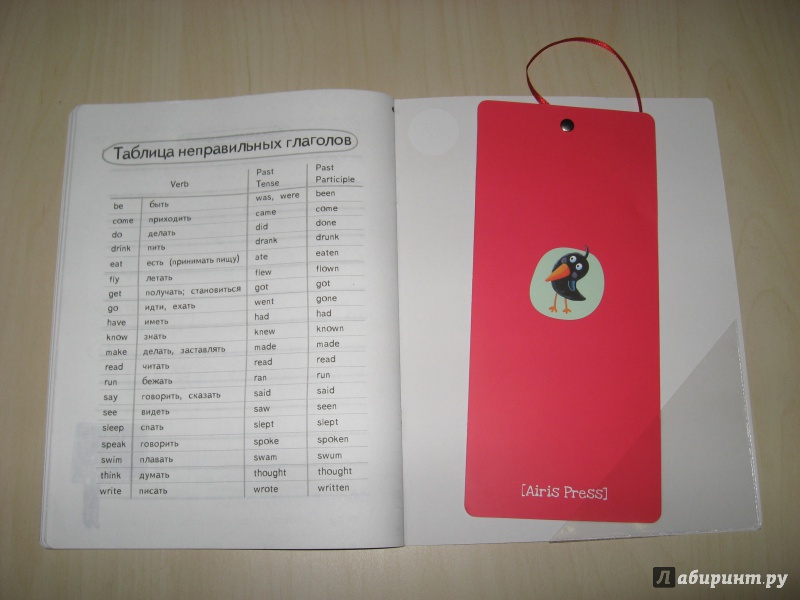 Таблица неправильных глаголов
Verb Past Tense Past Participle
be быть was, were been
come приходить came come
do делать did done
drink пить drank drunk
eat есть (принимать пищу) ate eaten
fly летать flew flown
get получать; становиться got got
go идти, ехать went gone
have иметь had had
know знать knew known
make делать, заставлять made made
read читать read read
run бежать ran run
say говорить, сказать said said
see видеть saw seen
sleep спать slept slept
speak говорить spoke spoken
swim плавать swam swum
think думать thought thought
write писать wrote written
[Airis Press]
Лабиринт.ру